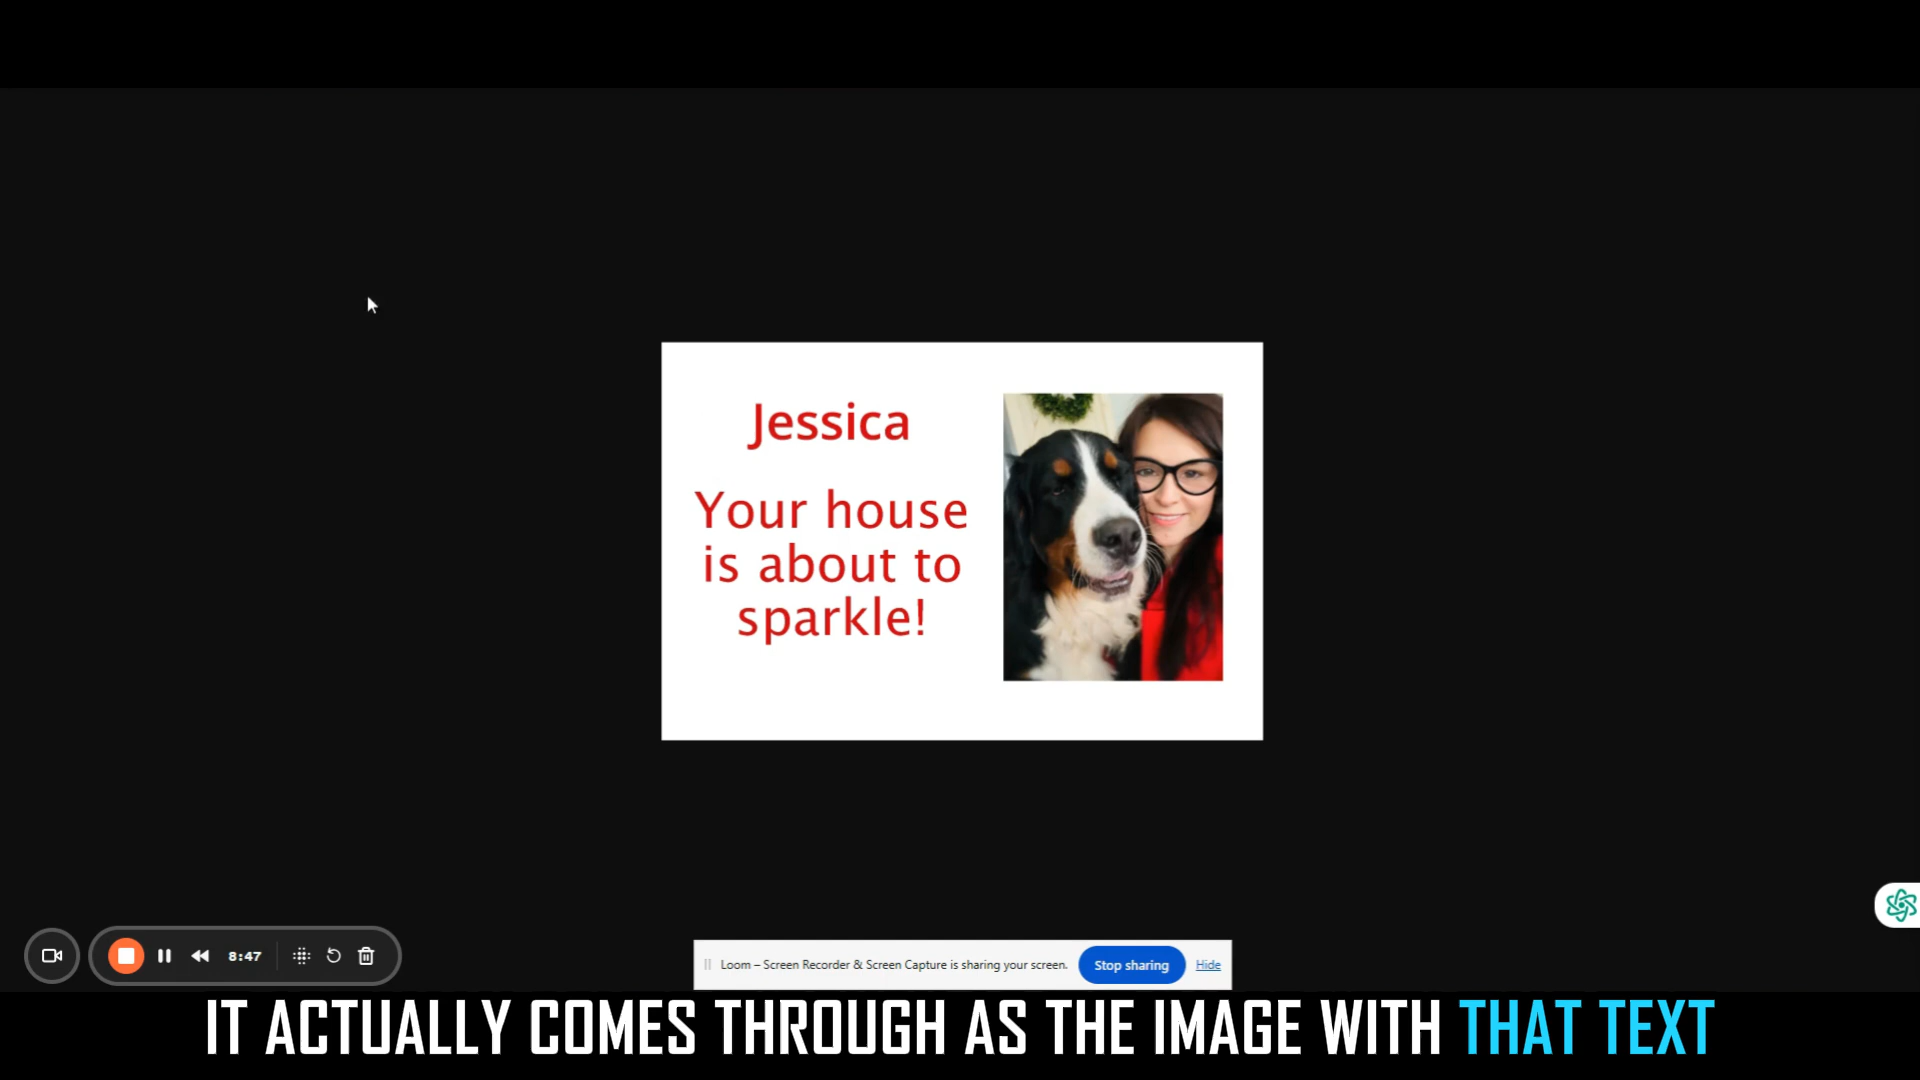 Jessica
Your house
is about to
sparkle!
8:47
Loom – Screen Recorder & Screen Capture is sharing your screen.
Stop sharing
Hide
IT ACTUALLY COMES THROUGH AS THE IMAGE WITH THAT TEXT